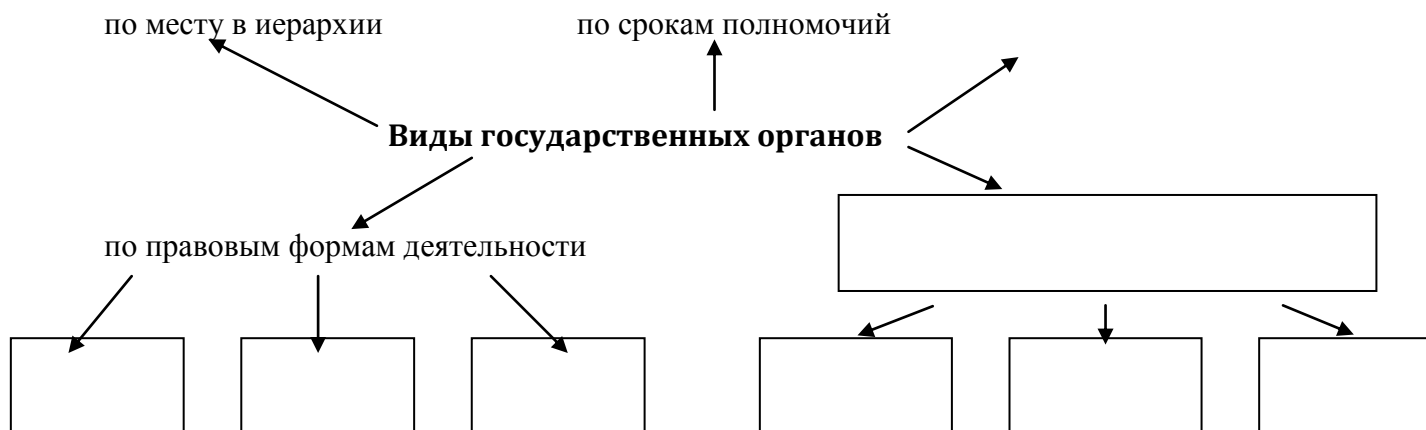 по месту в иерархии по срокам полномочий
Виды государственных органов
по правовым формам деятельности